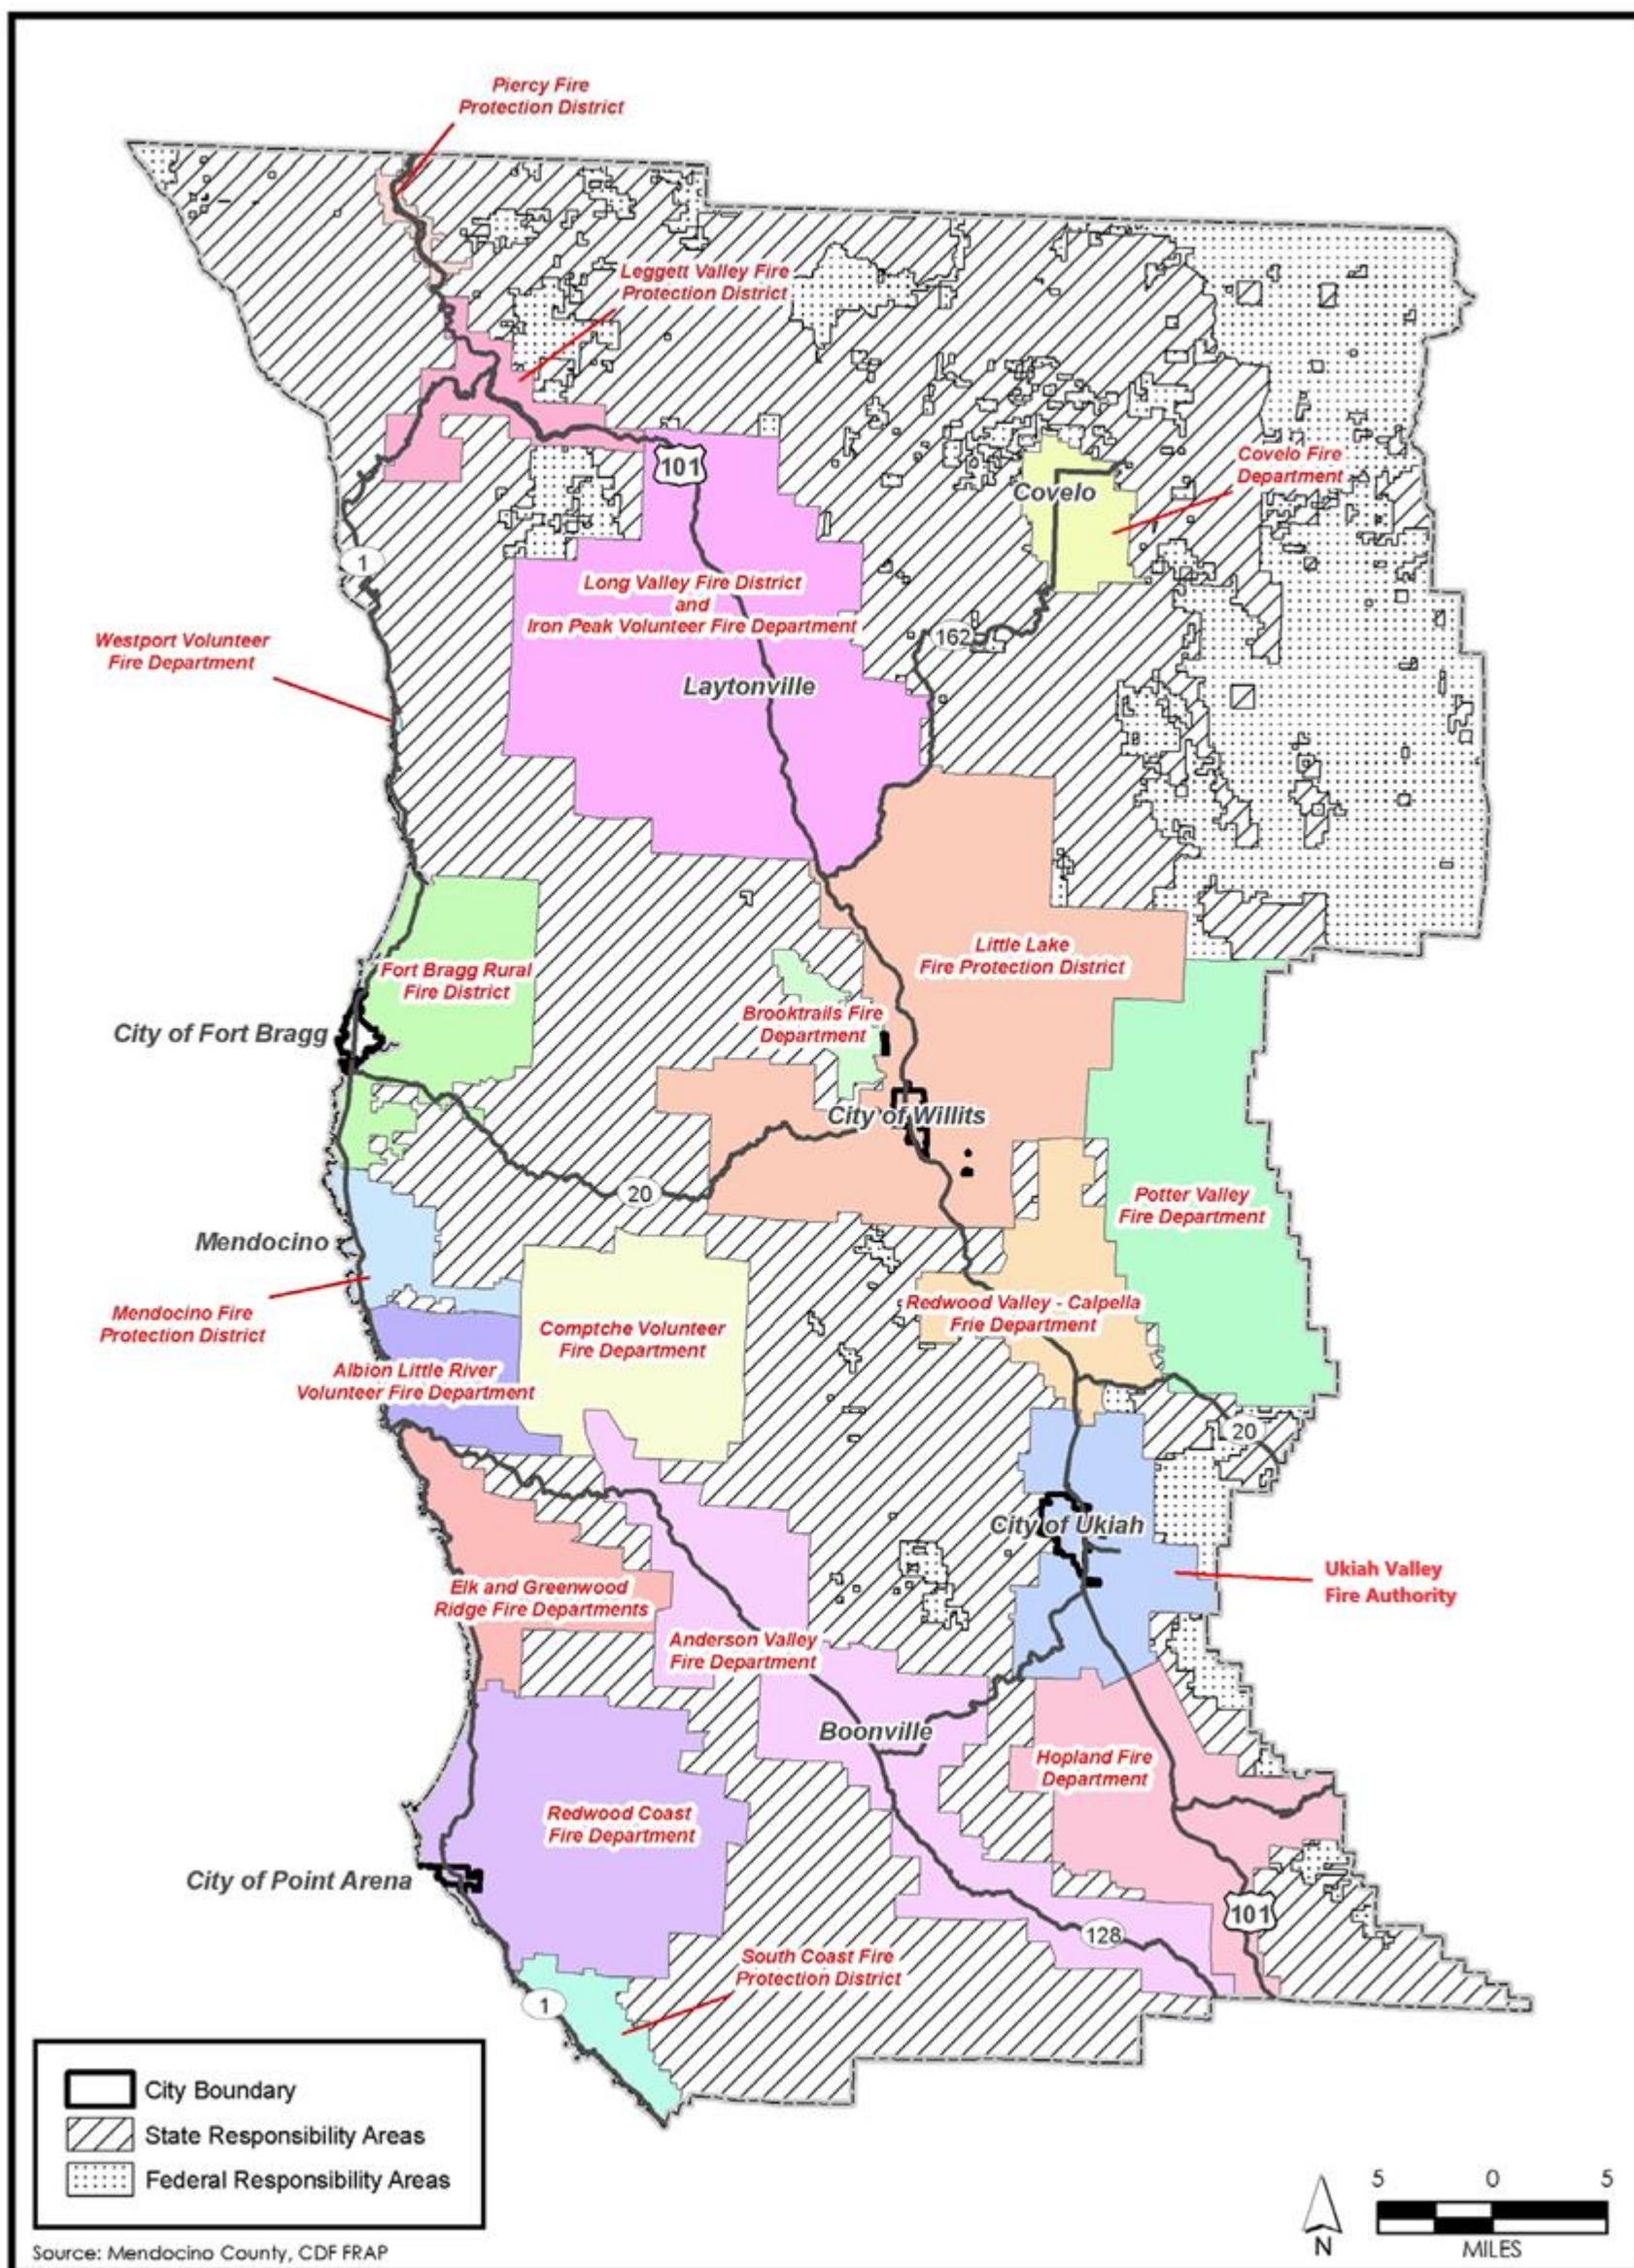 Piercy Fire
Protection District
Leggett Valley Fire
Protection District
101
Covelo Fire
Department
Covelo
1
Long Valley Fire District
and
Iron Peak Volunteer Fire Department
162
Westport Volunteer
Fire Department
Laytonville
Little Lake
Fire Protection District
Fort Bragg Rural
Fire District
Brooktrails Fire
Department
City of Fort Bragg
City of Willits
20
Potter Valley
Fire Department
Mendocino
Mendocino Fire
Protection District
Redwood Valley - Calpella
Frie Department
Comptche Volunteer
Fire Department
Albion Little River
Volunteer Fire Department
20
City of Ukiah
Ukiah Valley
Fire Authority
Elk and Greenwood
Ridge Fire Departments
Anderson Valley
Fire Department
Boonville
Hopland Fire
Department
Redwood Coast
Fire Department
City of Point Arena
101
128
South Coast Fire
Protection District
1
City Boundary
State Responsibility Areas
Federal Responsibility Areas
N
5 0 5
MILES
Source: Mendocino County, CDF FRAP